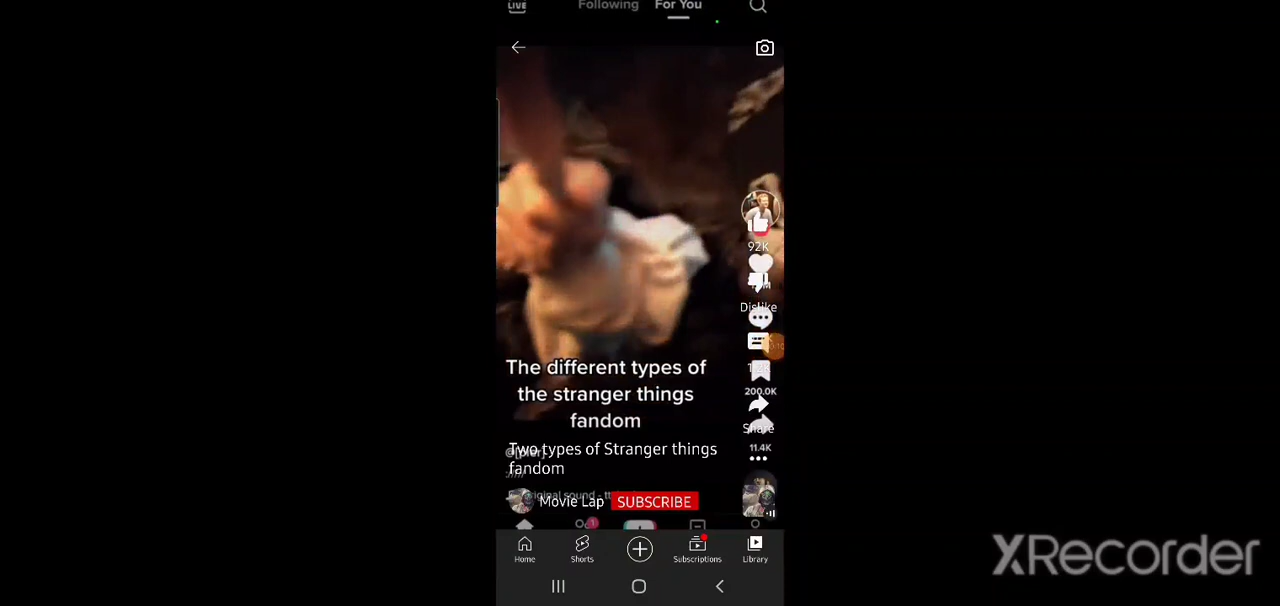 LIVE
Following For You
92K
Dislike
The different types of
the stranger things
fandom
200.0K
Share
Two types of Stranger things
fandom
11.4K
Movie Lap SUBSCRIBE
1
Home Shorts Subscriptions Library
XRecorder